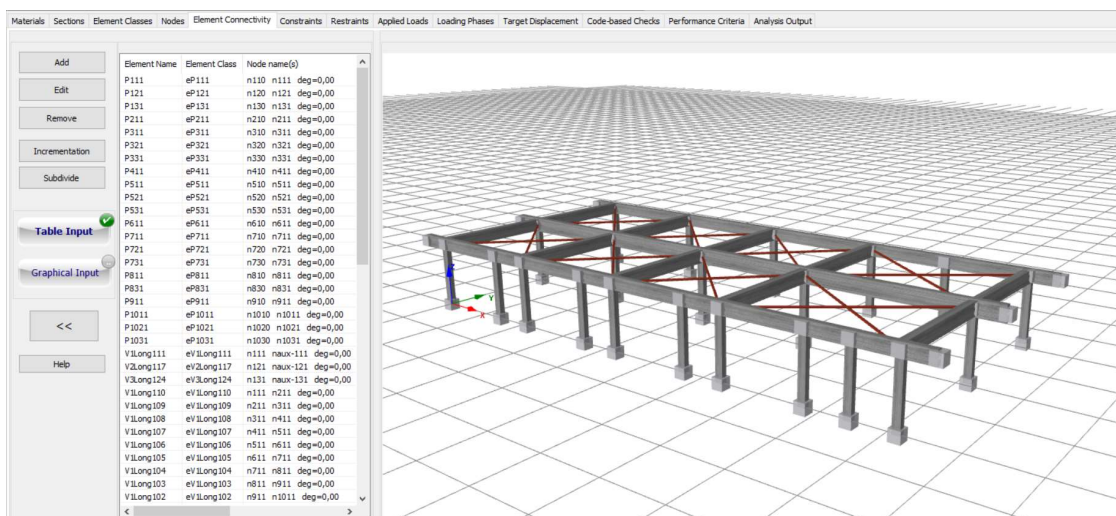 Materials Sections Element Classes Nodes Element Connectivity Constraints Restraints Applied Loads Loading Phases Target Displacement Code-based Checks Performance Criteria Analysis Output
Add
Edit
Remove
Incrementation
Subdivide
Table Input
Graphical Input
<<
Help
Element Name Element Class Node name(s)
P111 eP111 n110 n111 deg=0,00
P121 eP121 n120 n121 deg=0,00
P131 eP131 n130 n131 deg=0,00
P211 eP211 n210 n211 deg=0,00
P311 eP311 n310 n311 deg=0,00
P321 eP321 n320 n321 deg=0,00
P331 eP331 n330 n331 deg=0,00
P411 eP411 n410 n411 deg=0,00
P511 eP511 n510 n511 deg=0,00
P521 eP521 n520 n521 deg=0,00
P531 eP531 n530 n531 deg=0,00
P611 eP611 n610 n611 deg=0,00
P711 eP711 n710 n711 deg=0,00
P721 eP721 n720 n721 deg=0,00
P731 eP731 n730 n731 deg=0,00
P811 eP811 n810 n811 deg=0,00
P831 eP831 n830 n831 deg=0,00
P911 eP911 n910 n911 deg=0,00
P1011 eP1011 n1010 n1011 deg=0,00
P1021 eP1021 n1020 n1021 deg=0,00
P1031 eP1031 n1030 n1031 deg=0,00
V1Long111 eV1Long111 n111 naux-111 deg=0,00
V2Long117 eV2Long117 n121 naux-121 deg=0,00
V3Long124 eV3Long124 n131 naux-131 deg=0,00
V1Long110 eV1Long110 n111 n211 deg=0,00
V1Long109 eV1Long109 n211 n311 deg=0,00
V1Long108 eV1Long108 n311 n411 deg=0,00
V1Long107 eV1Long107 n411 n511 deg=0,00
V1Long106 eV1Long106 n511 n611 deg=0,00
V1Long105 eV1Long105 n611 n711 deg=0,00
V1Long104 eV1Long104 n711 n811 deg=0,00
V1Long103 eV1Long103 n811 n911 deg=0,00
V1Long102 eV1Long102 n911 n1011 deg=0,00
Z
Y
X